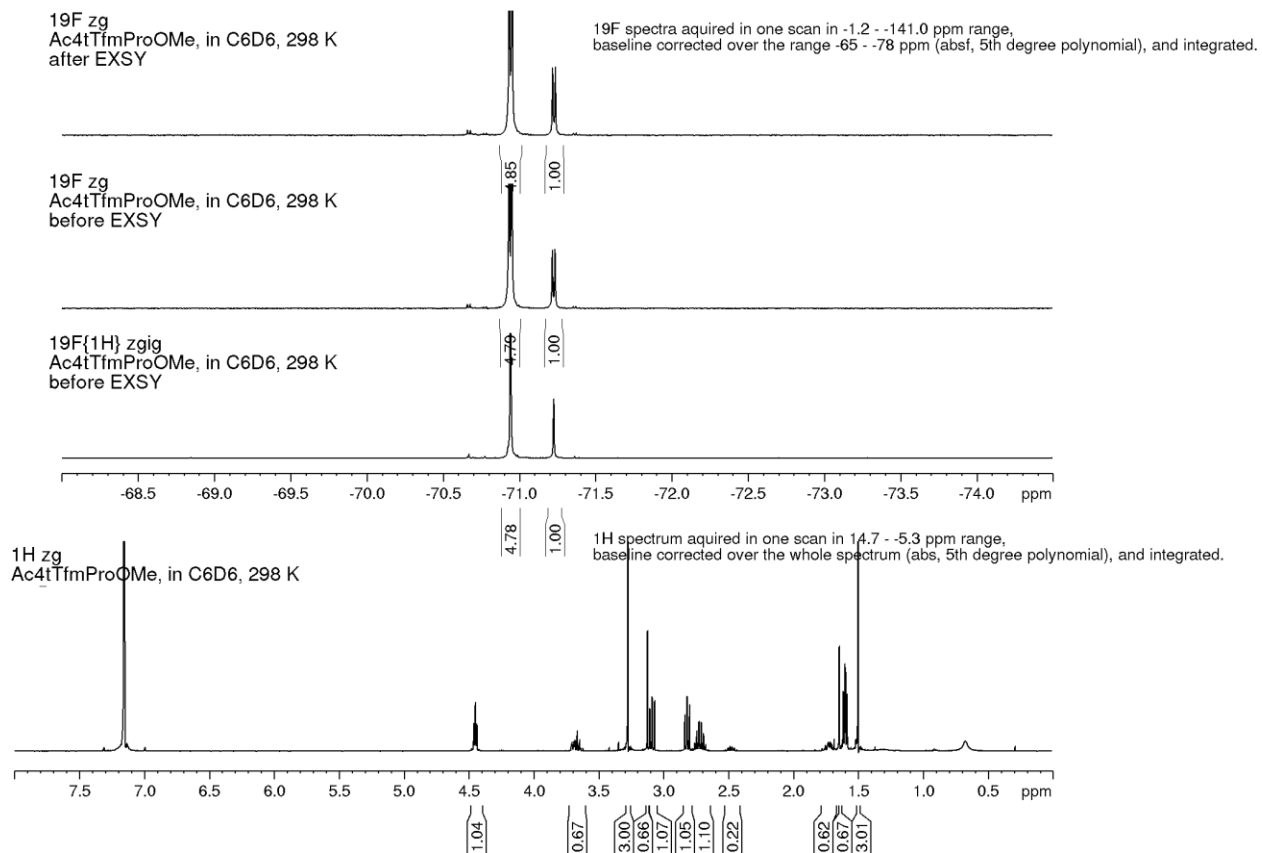 19F zg
Ac4tTfmProOMe, in C6D6, 298 K
after EXSY
19F spectra aquired in one scan in -1.2 - -141.0 ppm range,
baseline corrected over the range -65 - -78 ppm (absf, 5th degree polynomial), and integrated.
4.85 1.00
19F zg
Ac4tTfmProOMe, in C6D6, 298 K
before EXSY
4.79 1.00
19F{1H} zgig
Ac4tTfmProOMe, in C6D6, 298 K
before EXSY
-68.5 -69.0 -69.5 -70.0 -70.5 -71.0 -71.5 -72.0 -72.5 -73.0 -73.5 -74.0 ppm
4.78 1.00
1H zg
Ac4tTfmProOMe, in C6D6, 298 K
1H spectrum aquired in one scan in 14.7 - -5.3 ppm range,
baseline corrected over the whole spectrum (abs, 5th degree polynomial), and integrated.
7.5 7.0 6.5 6.0 5.5 5.0 4.5 4.0 3.5 3.0 2.5 2.0 1.5 1.0 0.5 ppm
1.04 0.67 3.00 0.66 1.07 1.05 1.10 0.22 0.62 0.67 3.01